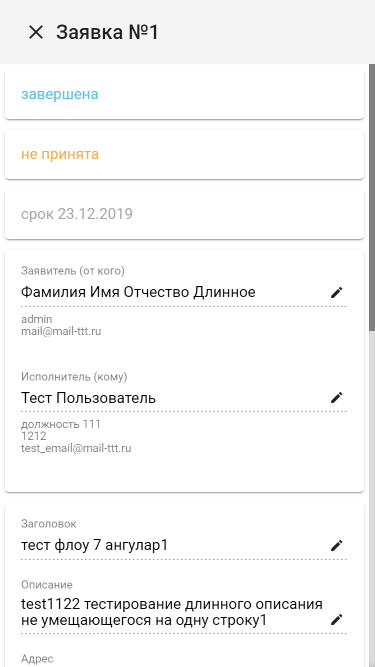 Заявка №1
завершена
не принята
срок 23.12.2019
Заявитель (от кого)
Фамилия Имя Отчество Длинное
admin
mail@mail-ttt.ru
Исполнитель (кому)
Тест Пользователь
должность 111
1212
test_email@mail-ttt.ru
Заголовок
тест флоу 7 ангулар1
Описание
test1122 тестирование длинного описания
не умещающегося на одну строку1
Адрес